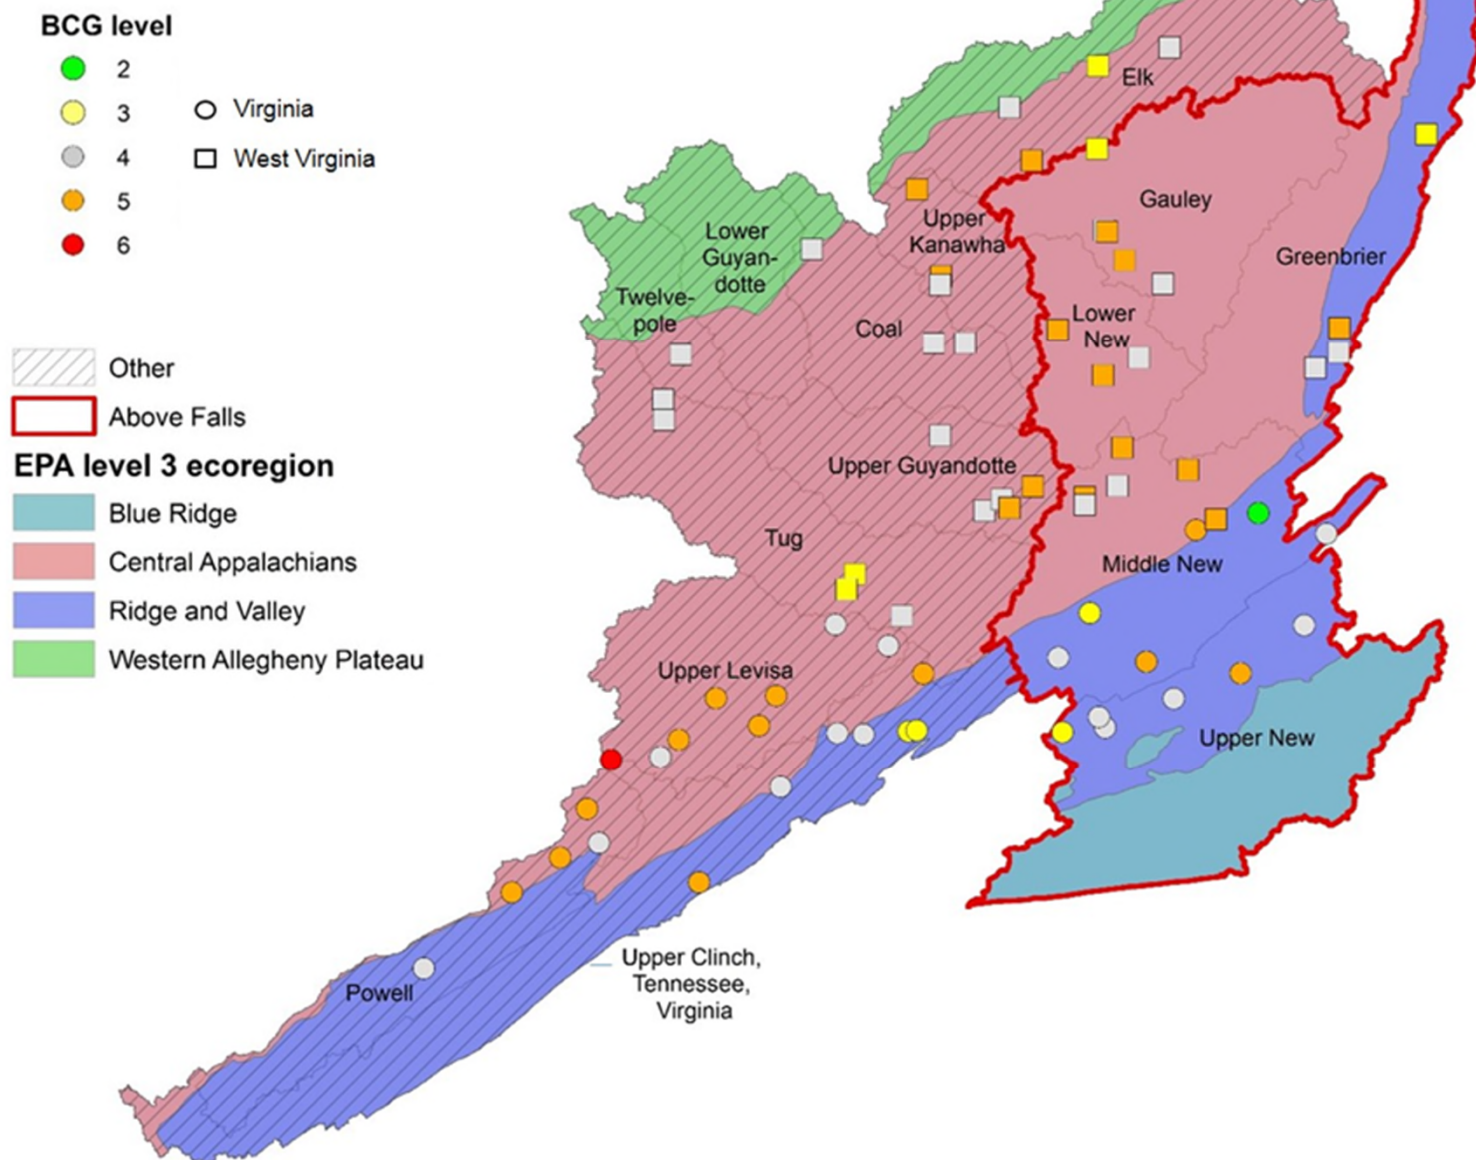 BCG level
2
3
4
5
6
Virginia
West Virginia
Other
Above Falls
EPA level 3 ecoregion
Blue Ridge
Central Appalachians
Ridge and Valley
Western Allegheny Plateau
Elk
Gauley
Upper
Kanawha
Greenbrier
Lower
Guyan-
dotte
Twelve-
pole
Coal
Lower
New
Upper Guyandotte
Tug
Middle New
Upper Levisa
Upper New
Upper Clinch,
Tennessee,
Virginia
Powell